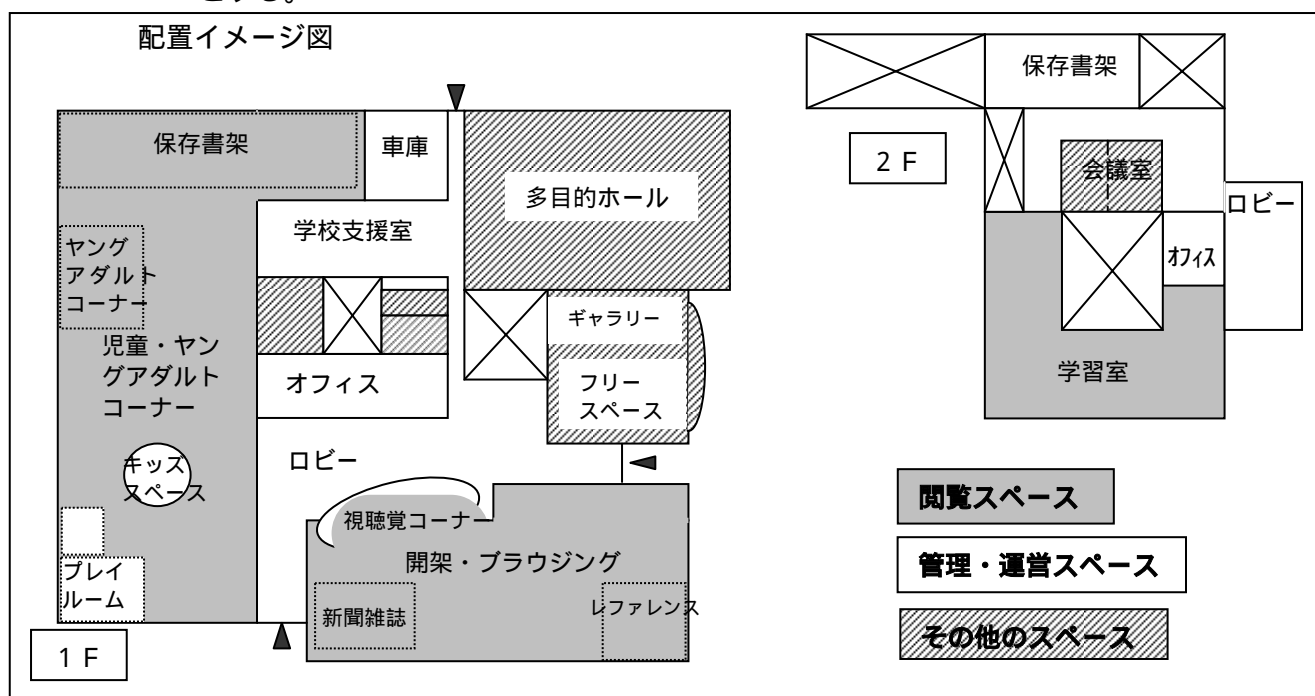 とする。
配置イメージ図
保存書架
車庫
多目的ホール
学校支援室
ヤング
アダルト
コーナー
児童・ヤン
グアダルト
コーナー
オフィス
ギャラリー
フリー
スペース
キッズ
スペース
ロビー
視聴覚コーナー
開架・ブラウジング
プレイ
ルーム
新聞雑誌
レファレンス
1F
保存書架
2F
会議室
ロビー
オフィス
学習室
閲覧スペース
管理・運営スペース
その他のスペース